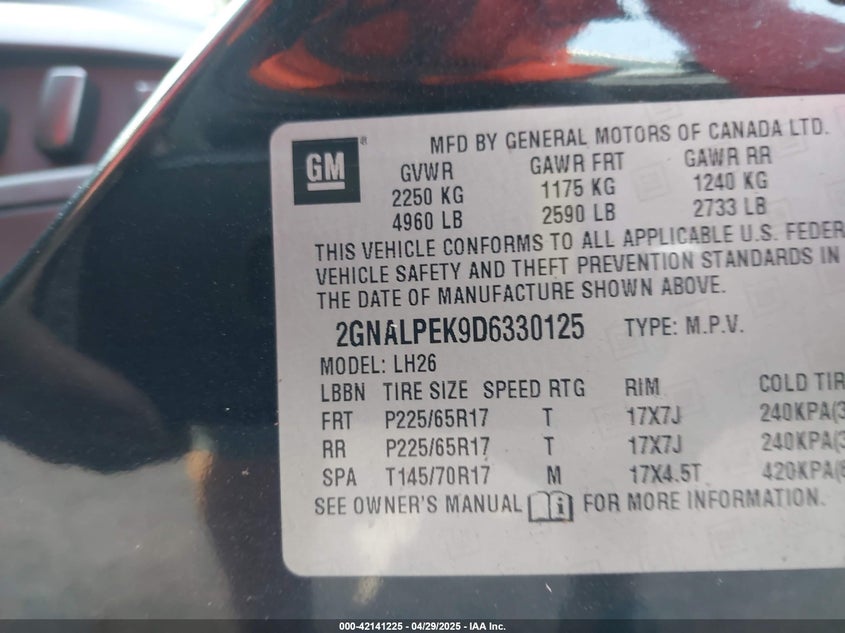 MFD BY GENERAL MOTORS OF CANADA LTD.
GM ®
GVWR GAWR FRT GAWR RR
2250 KG 1175 KG 1240 KG
4960 LB 2590 LB 2733 LB
THIS VEHICLE CONFORMS TO ALL APPLICABLE U.S. FEDER
VEHICLE SAFETY AND THEFT PREVENTION STANDARDS IN
THE DATE OF MANUFACTURE SHOWN ABOVE.
2GNALPEK9D6330125 TYPE: M.P.V.
MODEL: LH26
LBBN TIRE SIZE SPEED RTG RIM COLD TIR
FRT P225/65R17 T 17X7J 240KPA(3
RR P225/65R17 T 17X7J 240KPA(3
SPA T145/70R17 M 17X4.5T 420KPA(6
SEE OWNER'S MANUAL FOR MORE INFORMATION.
000-42141225 04/29/2025 - IAA Inc.